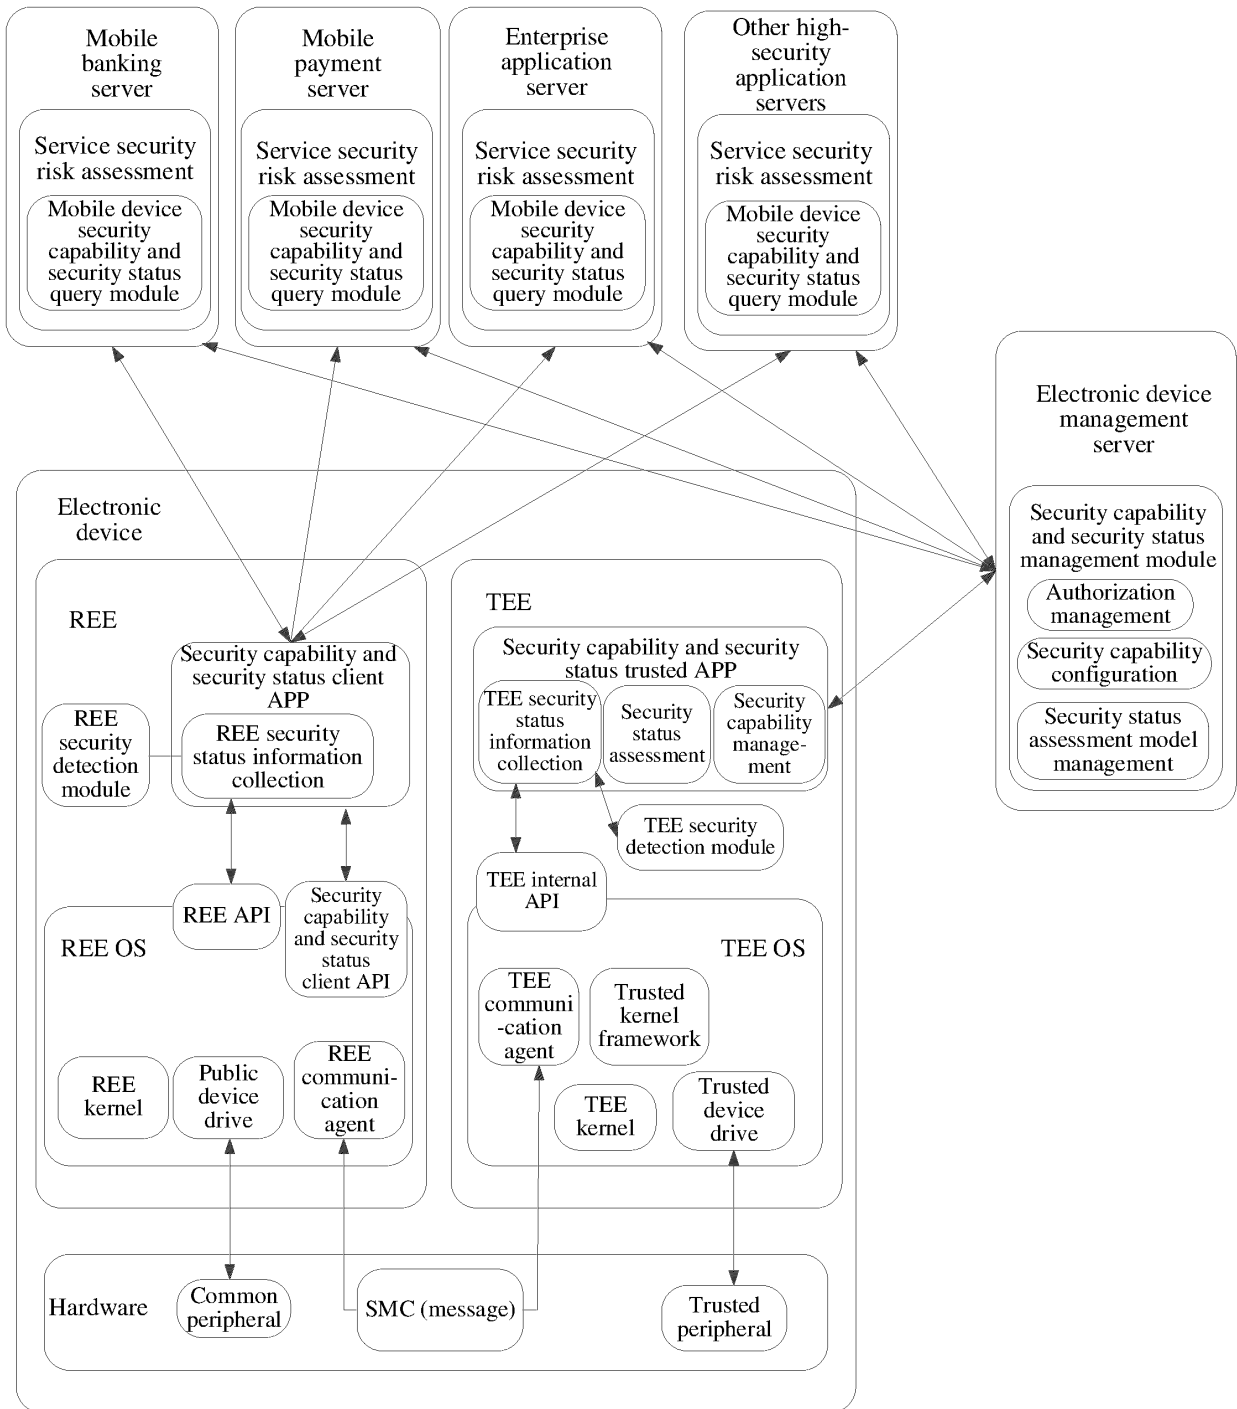 Mobile
banking
server
Service security
risk assessment
Mobile device
security
capability and
security status
query module
Mobile
payment
server
Service security
risk assessment
Mobile device
security
capability and
security status
query module
Enterprise
application
server
Service security
risk assessment
Mobile device
security
capability and
security status
query module
Other high-
security
application
servers
Service security
risk assessment
Mobile device
security
capability and
security status
query module
Electronic device
management
server
Security capability
and security status
management module
Authorization
management
Security capability
configuration
Security status
assessment model
management
Electronic
device
REE
Security capability and
security status client
APP
REE
security
detection
module
REE security
status information
collection
REE API
Security
capability
and security
status
client API
REE OS
REE
kernel
Public
device
drive
REE
communi-
cation
agent
TEE
Security capability and security
status trusted APP
TEE security
status
information
collection
Security
status
assessment
Security
capability
manage-
ment
TEE security
detection module
TEE internal
API
TEE OS
TEE
communi
-cation
agent
Trusted
kernel
framework
TEE
kernel
Trusted
device
drive
Hardware
Common
peripheral
SMC (message)
Trusted
peripheral